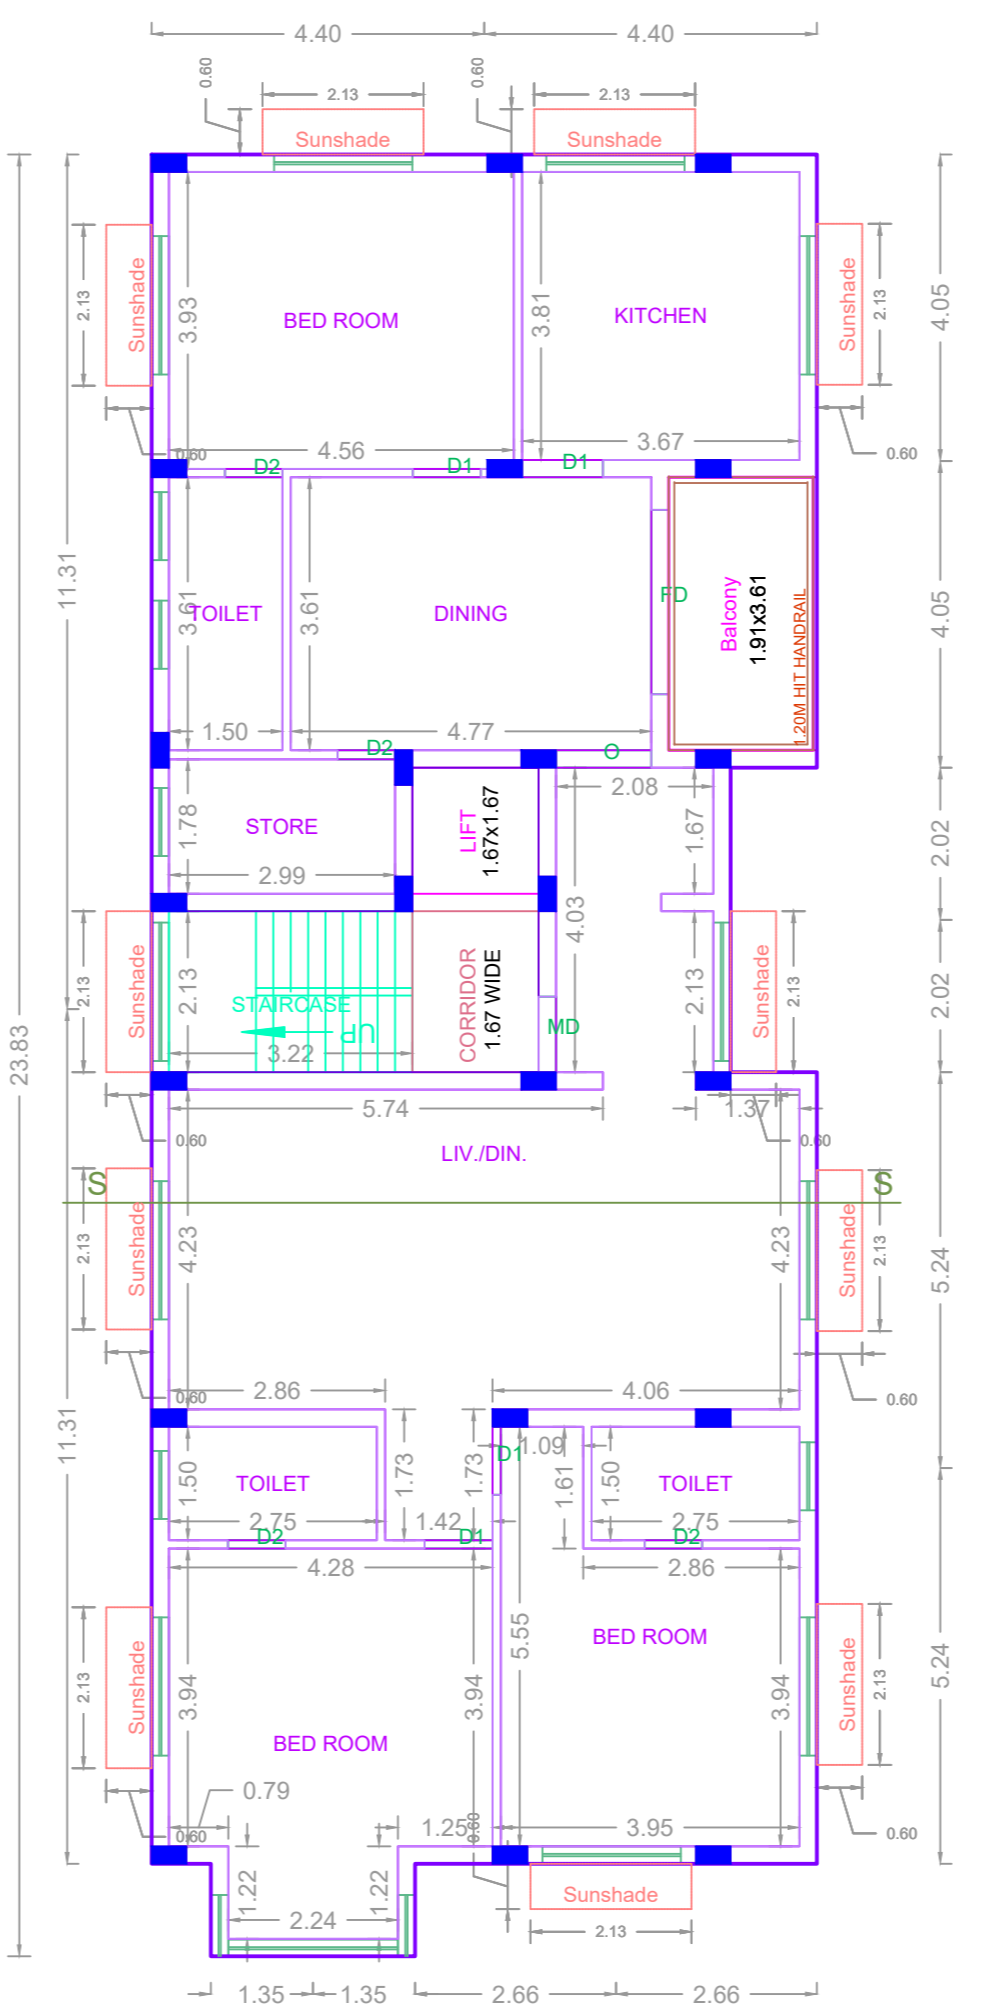 4.40
4.40
0.60
2.13
0.60
2.13
Sunshade
Sunshade
Sunshade
2.13
3.93
BED ROOM
3.81
KITCHEN
Sunshade
2.13
4.05
0.60
4.56
3.67
0.60
D2
D1
D1
11.31
TOILET
3.61
3.61
DINING
FD
Balcony
1.91x3.61
1.20M HIT HANDRAIL
4.05
1.50
4.77
D2
O
2.08
STORE
1.78
2.99
LIFT
1.67x1.67
1.67
2.02
4.03
Sunshade
2.13
2.13
STAIRCASE
UP
3.22
CORRIDOR
1.67 WIDE
MD
2.13
Sunshade
2.13
2.02
23.83
5.74
1.37
0.60
0.60
LIV./DIN.
S
S
Sunshade
2.13
4.23
4.23
Sunshade
2.13
5.24
2.86
4.06
0.60
0.60
11.31
1.50
TOILET
2.75
D2
1.73
1.73
1.42
D1
D1
1.09
1.61
1.50
TOILET
2.75
D2
4.28
2.86
Sunshade
2.13
3.94
BED ROOM
3.94
5.55
BED ROOM
3.94
Sunshade
2.13
5.24
0.79
0.60
1.25
0.60
3.95
0.60
1.22
2.24
1.22
Sunshade
2.13
1.35
1.35
2.66
2.66